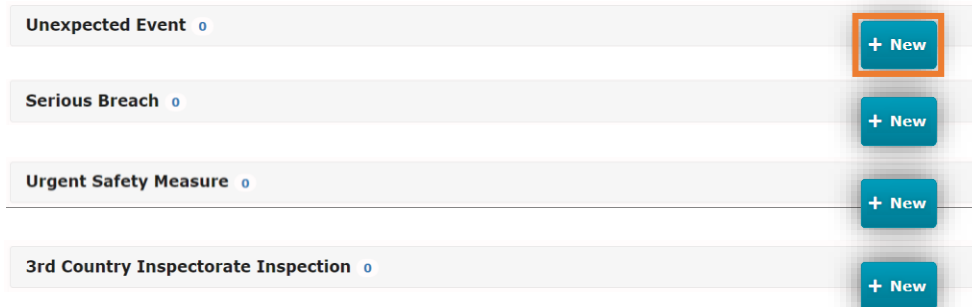 Unexpected Event 0
+ New
Serious Breach 0
+ New
Urgent Safety Measure 0
+ New
3rd Country Inspectorate Inspection 0
+ New